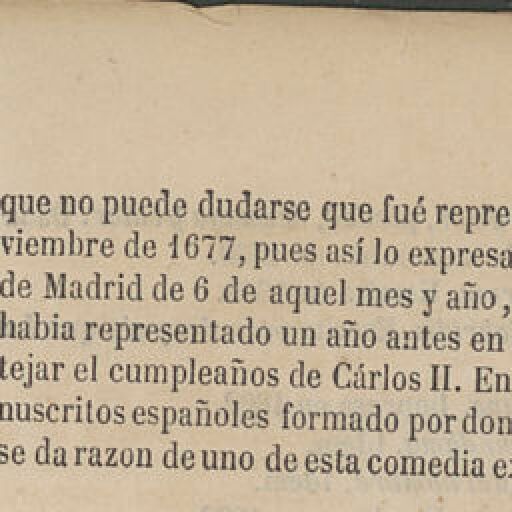 que no puede dudarse que fué repre
viembre de 1677, pues así lo expresa
de Madrid de 6 de aquel mes y año,
habia representado un año antes en
tejar el cumpleaños de Cárlos II. En
nuscritos españoles formado por don
se da razon de uno de esta comedia ex